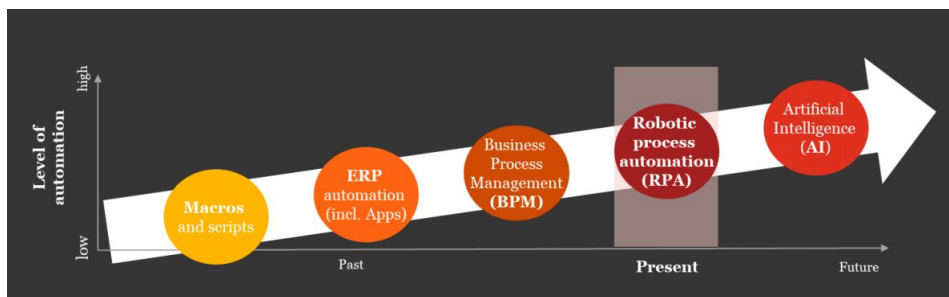 high
Level of
automation
low
Macros
and scripts
ERP
automation
(incl. Apps)
Business
Process
Management
(BPM)
Robotic
process
automation
(RPA)
Artificial
Intelligence
(AI)
Past
Present
Future